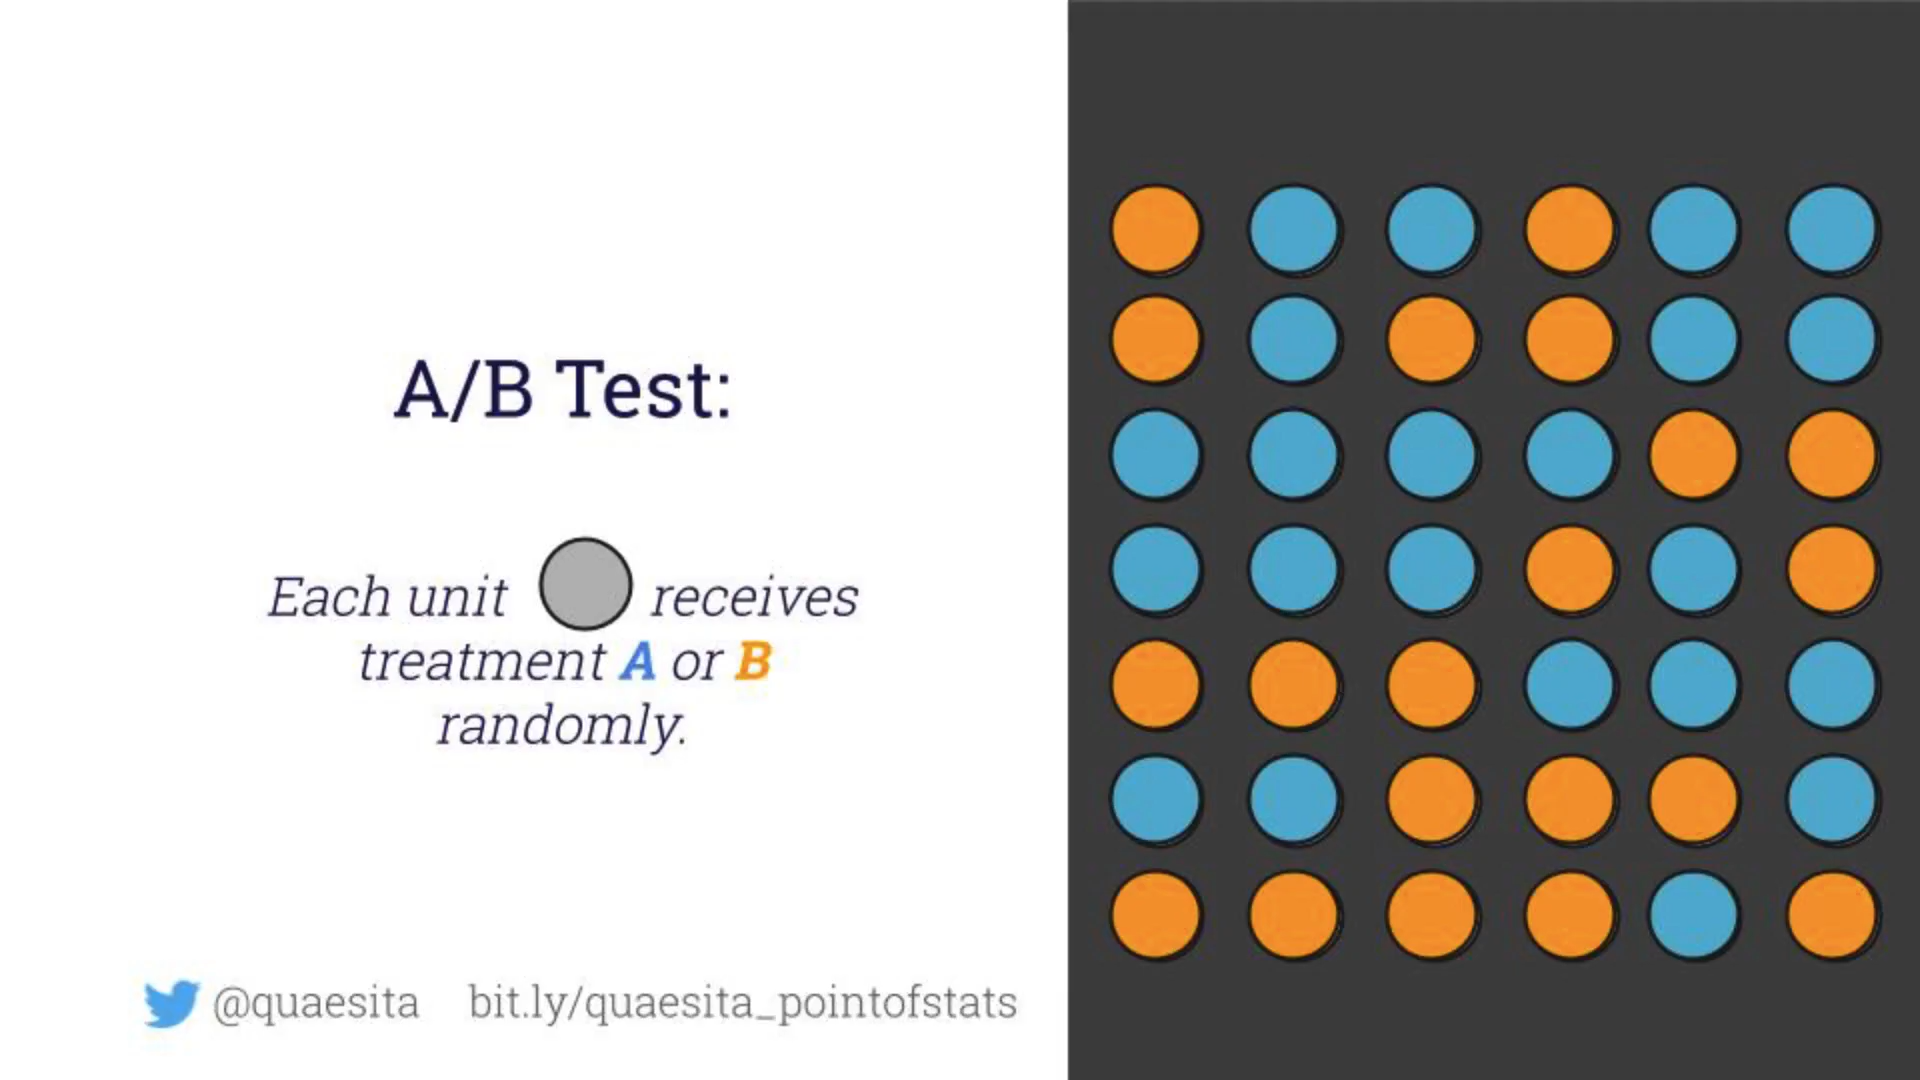 A/B Test:
Each unit receives
treatment A or B
randomly.
@quaesita bit.ly/quaesita_pointofstats